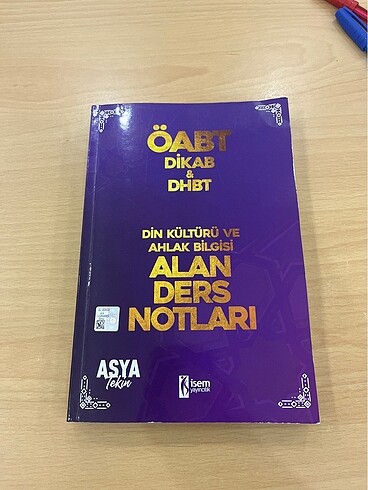 ÖABT
DİKAB
&
DHBT
DİN KÜLTÜRÜ VE
AHLAK BİLGİSİ
ALAN
DERS
NOTLARI
ASYA
Tekin
isem
yayıncılık